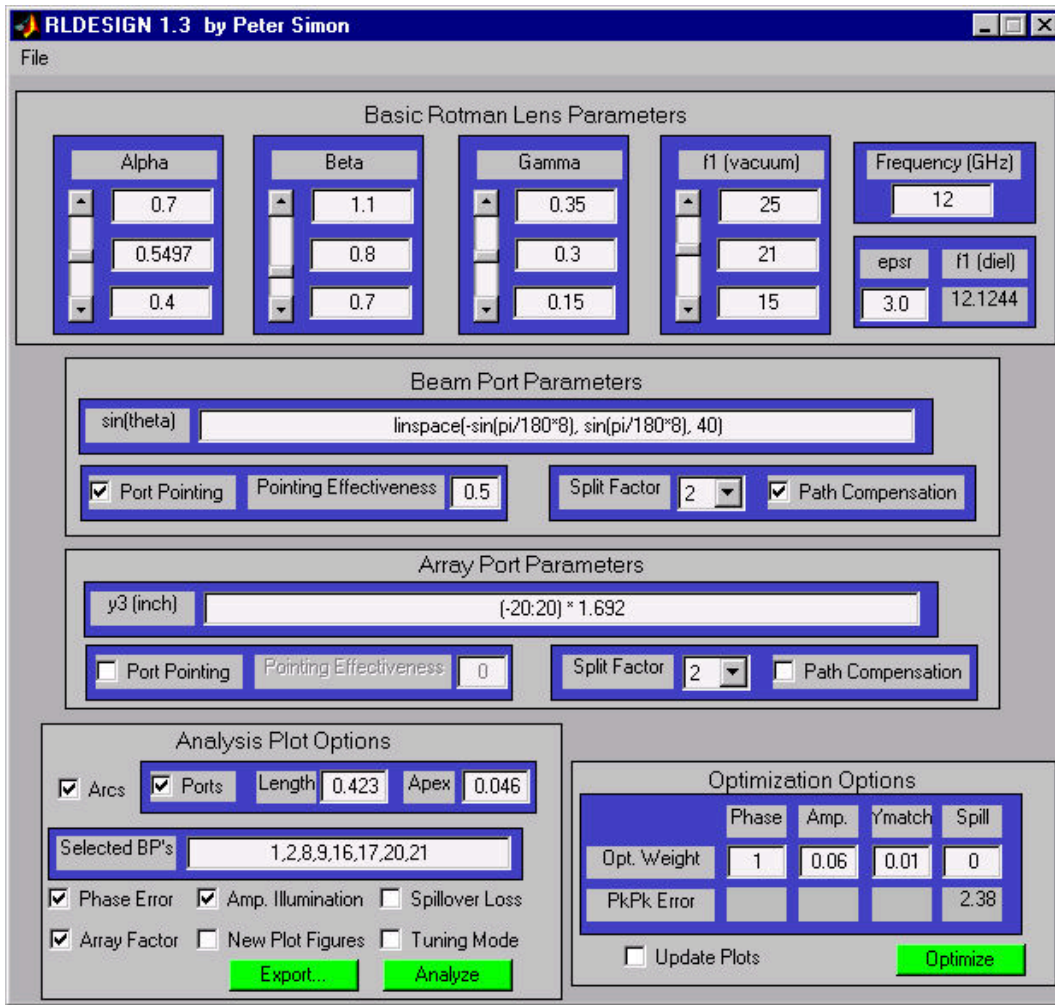 RLDESIGN 1.3 by Peter Simon
File
Basic Rotman Lens Parameters
Alpha
0.7
0.5497
0.4
Beta
1.1
0.8
0.7
Gamma
0.35
0.3
0.15
f1 (vacuum)
25
21
15
Frequency (GHz)
12
epsr f1 (diel)
3.0 12.1244
Beam Port Parameters
sin(theta) linspace(-sin(pi/180*8), sin(pi/180*8), 40)
Port Pointing Pointing Effectiveness 0.5 Split Factor 2 Path Compensation
Array Port Parameters
y3 (inch) (-20:20) * 1.692
Port Pointing Pointing Effectiveness 0 Split Factor 2 Path Compensation
Analysis Plot Options
Arcs Ports Length 0.423 Apex 0.046
Selected BP's 1,2,8,9,16,17,20,21
Phase Error Amp. Illumination Spillover Loss
Array Factor New Plot Figures Tuning Mode
Export... Analyze
Optimization Options
Phase Amp. Ymatch Spill
Opt. Weight 1 0.06 0.01 0
PkPk Error 2.38
Update Plots Optimize